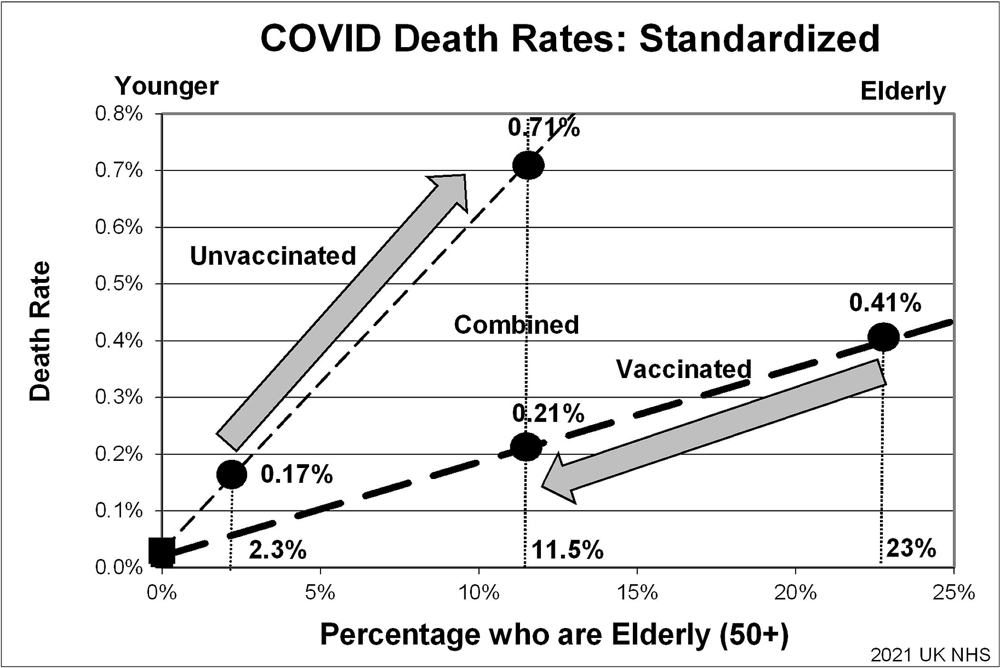 COVID Death Rates: Standardized
Younger
Elderly
0.8%
0.71%
0.7%
0.6%
Unvaccinated
0.5%
0.41%
Combined
0.4%
Vaccinated
0.3%
0.21%
0.2%
0.17%
0.1%
2.3%
11.5%
23%
0.0%
Death Rate
0%
5%
10%
15%
20%
25%
Percentage who are Elderly (50+)
2021 UK NHS